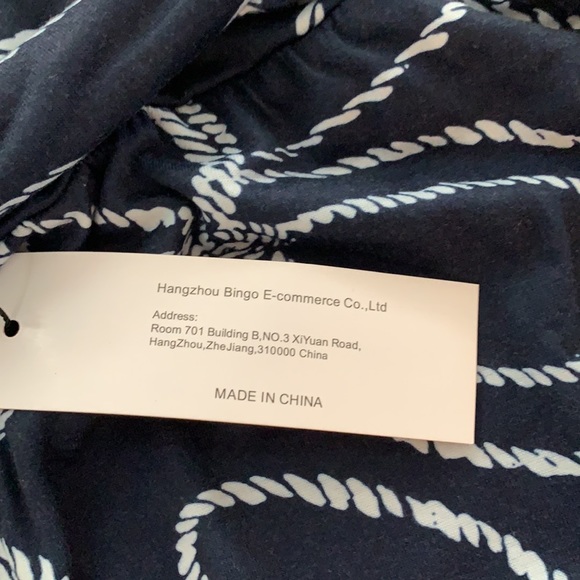 Hangzhou Bingo E-commerce Co.,Ltd
Address:
Room 701 Building B,NO.3 XiYuan Road,
HangZhou,ZheJiang,310000 China
MADE IN CHINA